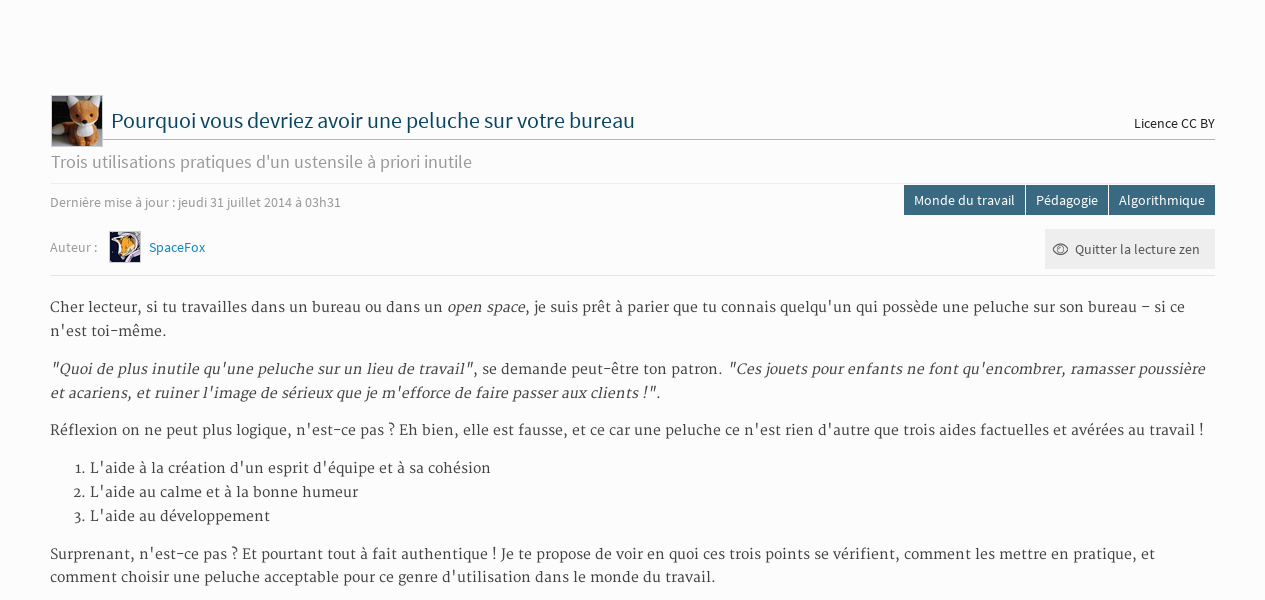 Pourquoi vous devriez avoir une peluche sur votre bureau
Licence CC BY
Trois utilisations pratiques d'un ustensile à priori inutile
Dernière mise à jour : jeudi 31 juillet 2014 à 03h31
Monde du travail
Pédagogie
Algorithmique
Auteur :
SpaceFox
Quitter la lecture zen
Cher lecteur, si tu travailles dans un bureau ou dans un open space, je suis prêt à parier que tu connais quelqu'un qui possède une peluche sur son bureau – si ce
n'est toi-même.
"Quoi de plus inutile qu'une peluche sur un lieu de travail", se demande peut-être ton patron. "Ces jouets pour enfants ne font qu'encombrer, ramasser poussière
et acariens, et ruiner l'image de sérieux que je m'efforce de faire passer aux clients !".
Réflexion on ne peut plus logique, n'est-ce pas ? Eh bien, elle est fausse, et ce car une peluche ce n'est rien d'autre que trois aides factuelles et avérées au travail !
1. L'aide à la création d'un esprit d'équipe et à sa cohésion
2. L'aide au calme et à la bonne humeur
3. L'aide au développement
Surprenant, n'est-ce pas ? Et pourtant tout à fait authentique ! Je te propose de voir en quoi ces trois points se vérifient, comment les mettre en pratique, et
comment choisir une peluche acceptable pour ce genre d'utilisation dans le monde du travail.